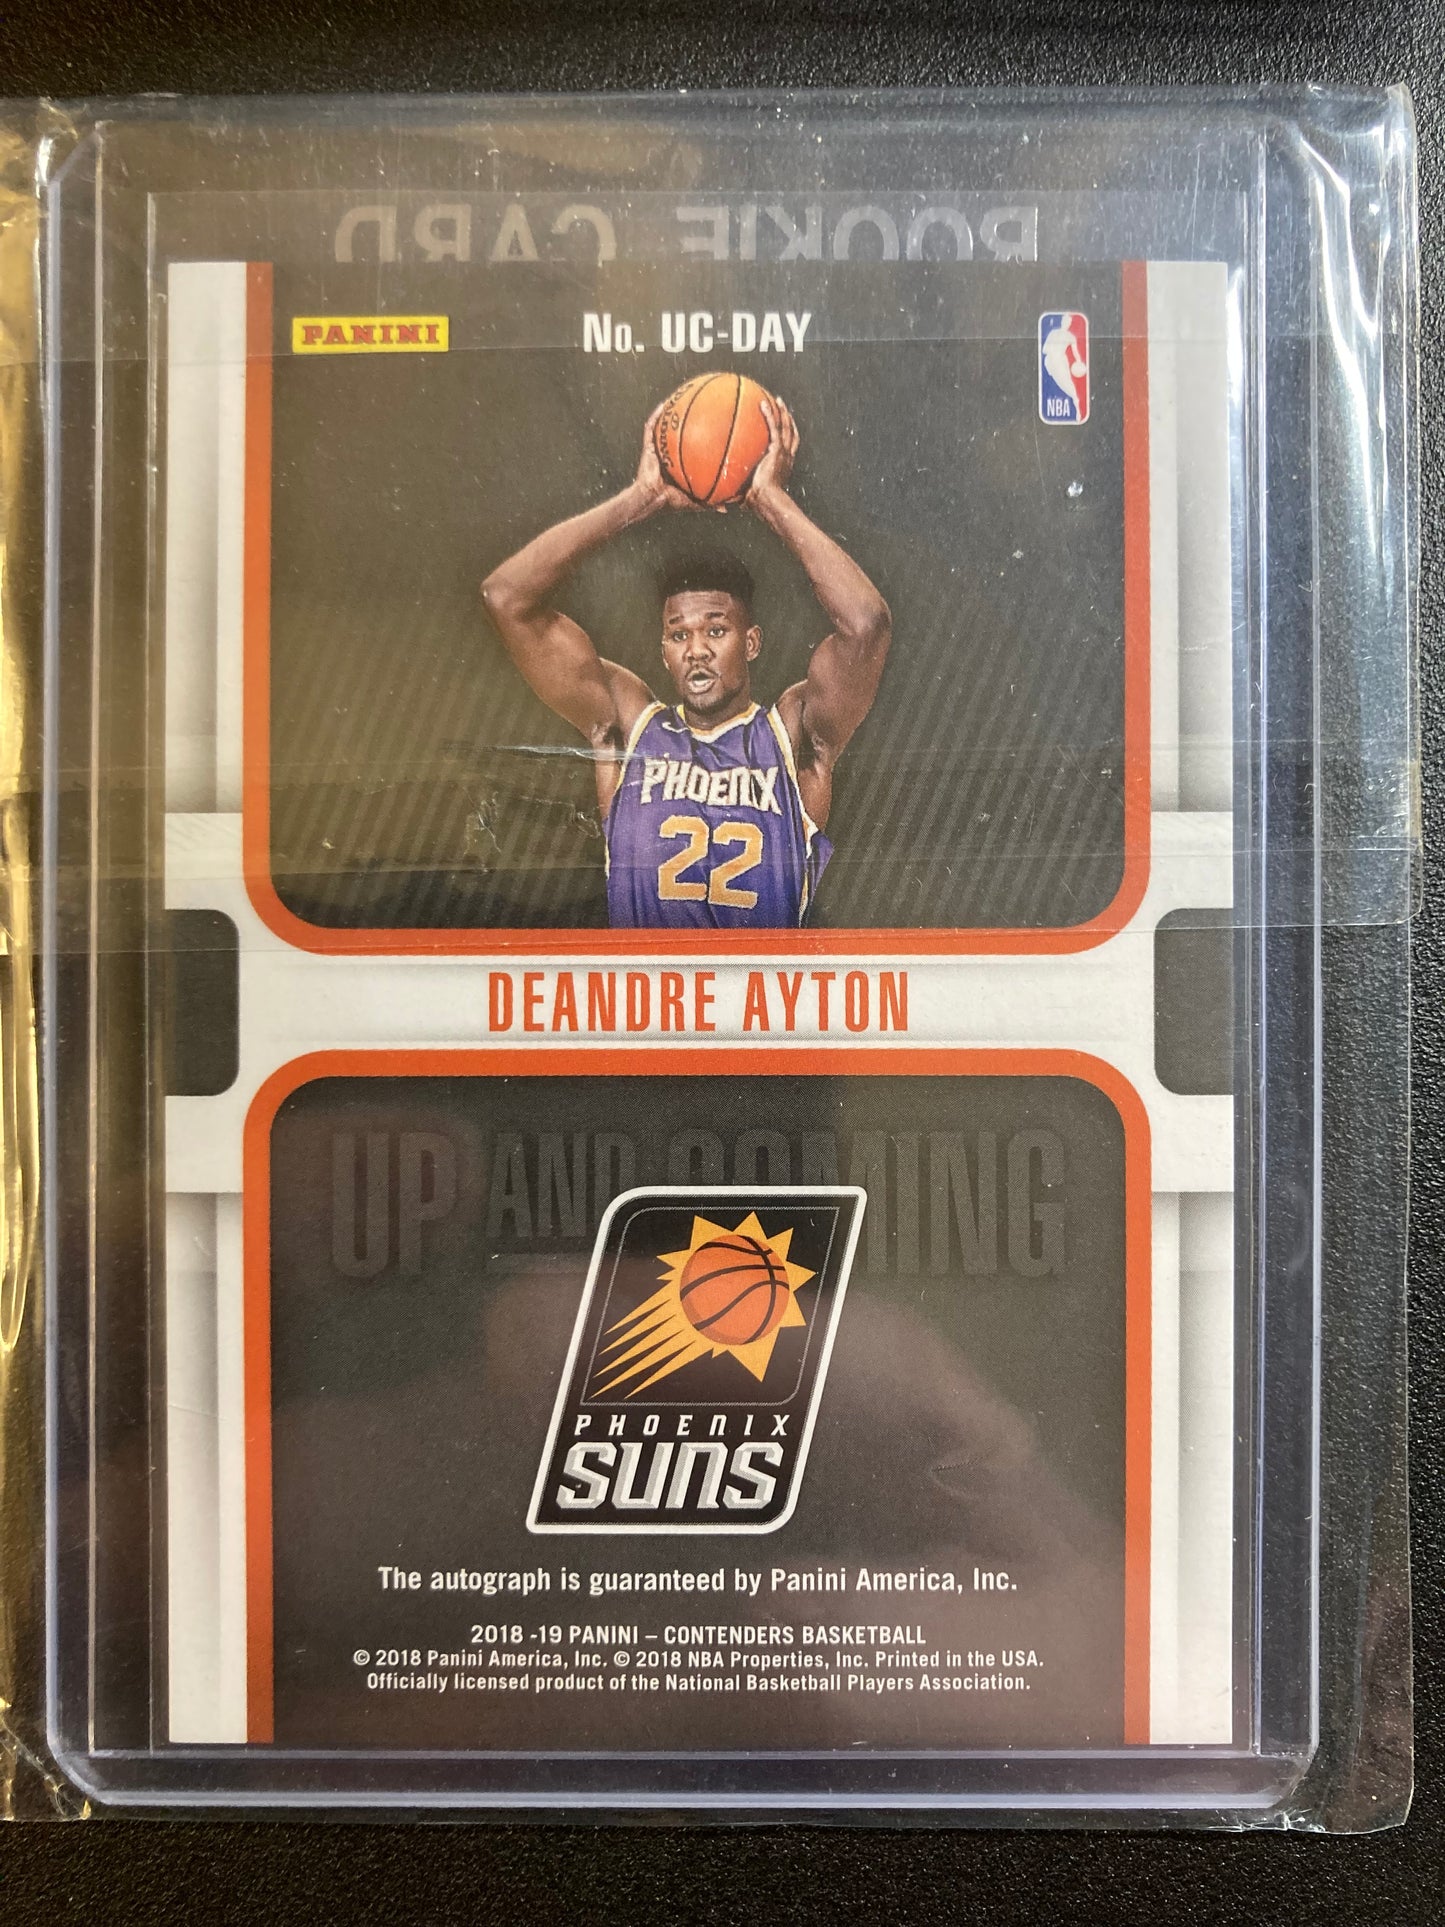 ROOKIE CARD
PANINI
No. UC-DAY
NBA
SPALDING
PHOENIX
22
DEANDRE AYTON
UP AND COMING
PHOENIX
SUNS
The autograph is guaranteed by Panini America, Inc.
2018 -19 PANINI – CONTENDERS BASKETBALL
© 2018 Panini America, Inc. © 2018 NBA Properties, Inc. Printed in the USA.
Officially licensed product of the National Basketball Players Association.